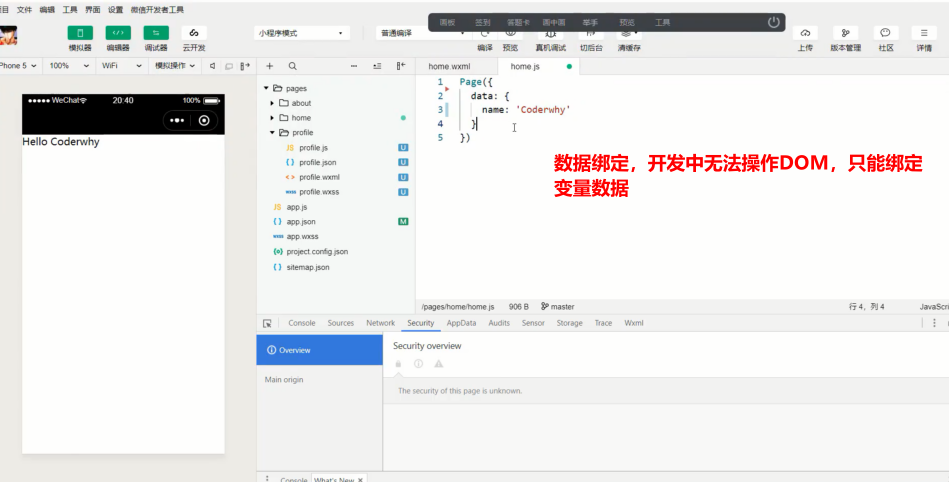 项目 文件 编辑 工具 界面 设置 微信开发者工具
画板 签到 答题卡 画中画 举手 预览 工具
小程序模式 普通编译
模拟器 编辑器 调试器 云开发 编译 预览 真机调试 切后台 清缓存 上传 版本管理 社区 详情
Phone 5 100% WiFi 模拟操作
home.wxml home.js
WeChat 20:40 100%
Hello Coderwhy
pages
about
home
profile
JS profile.js U
{ } profile.json U
< > profile.wxml U
wxss profile.wxss U
JS app.js
{ } app.json M
wxss app.wxss
project.config.json
{ } sitemap.json
1 Page({
2 data: {
3 name: 'Coderwhy'
4 }
5 })
数据绑定，开发中无法操作DOM，只能绑定
变量数据
/pages/home/home.js 906 B master 行 4，列 4 JavaScri
Console Sources Network Security AppData Audits Sensor Storage Trace Wxml
Overview
Main origin
Security overview
The security of this page is unknown.
Console What's New ×